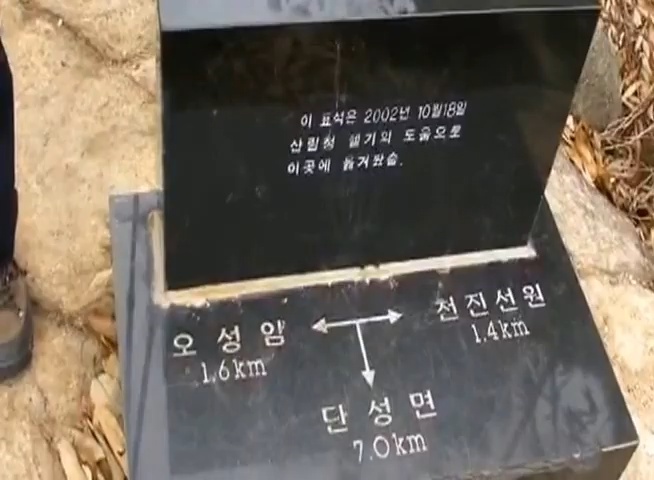 이 표석은 2002년 10월18일
산림청 헬기의 도움으로
이곳에 옮겨왔슴.
오성암 천진선원
1.6km 1.4km
단성면
7.0km